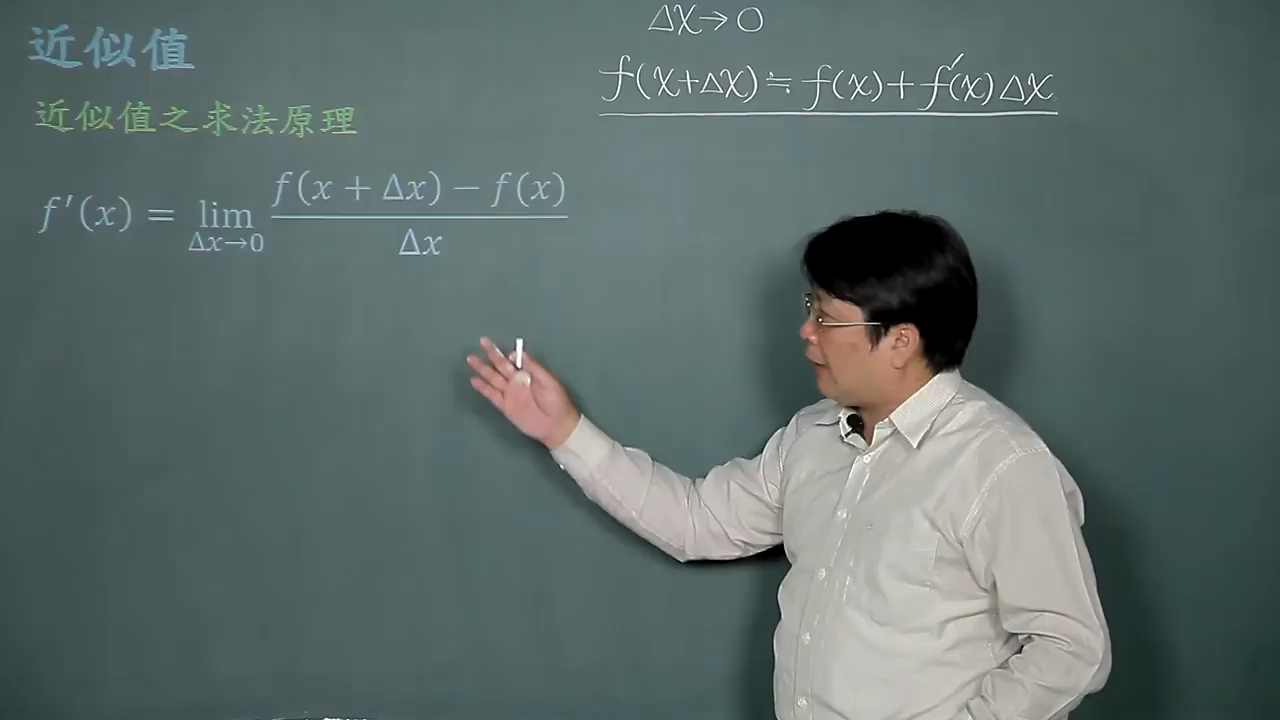 近似值
近似值之求法原理
f′(x) = lim_{Δx→0} (f(x + Δx) − f(x)) / Δx
Δx→0
f(x+Δx)≒f(x)+f′(x)Δx